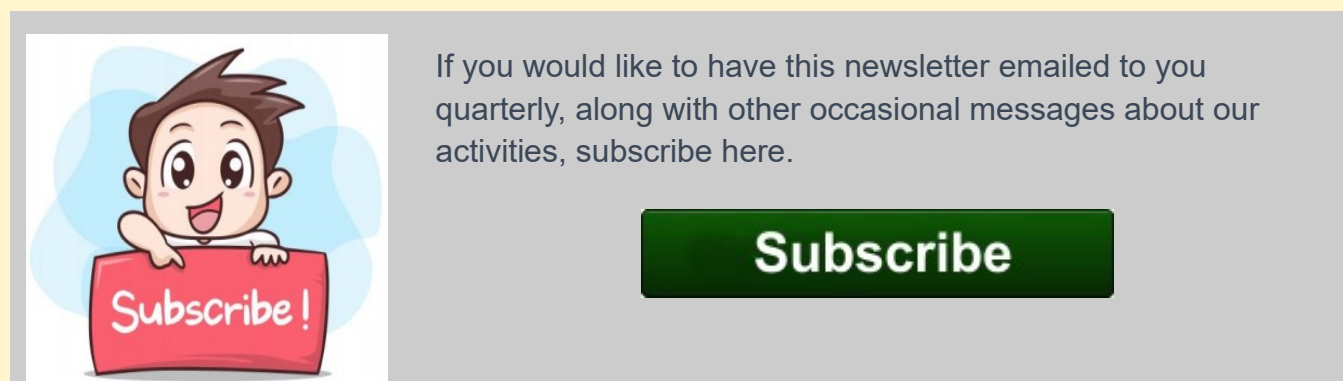 Subscribe!
If you would like to have this newsletter emailed to you
quarterly, along with other occasional messages about our
activities, subscribe here.
Subscribe